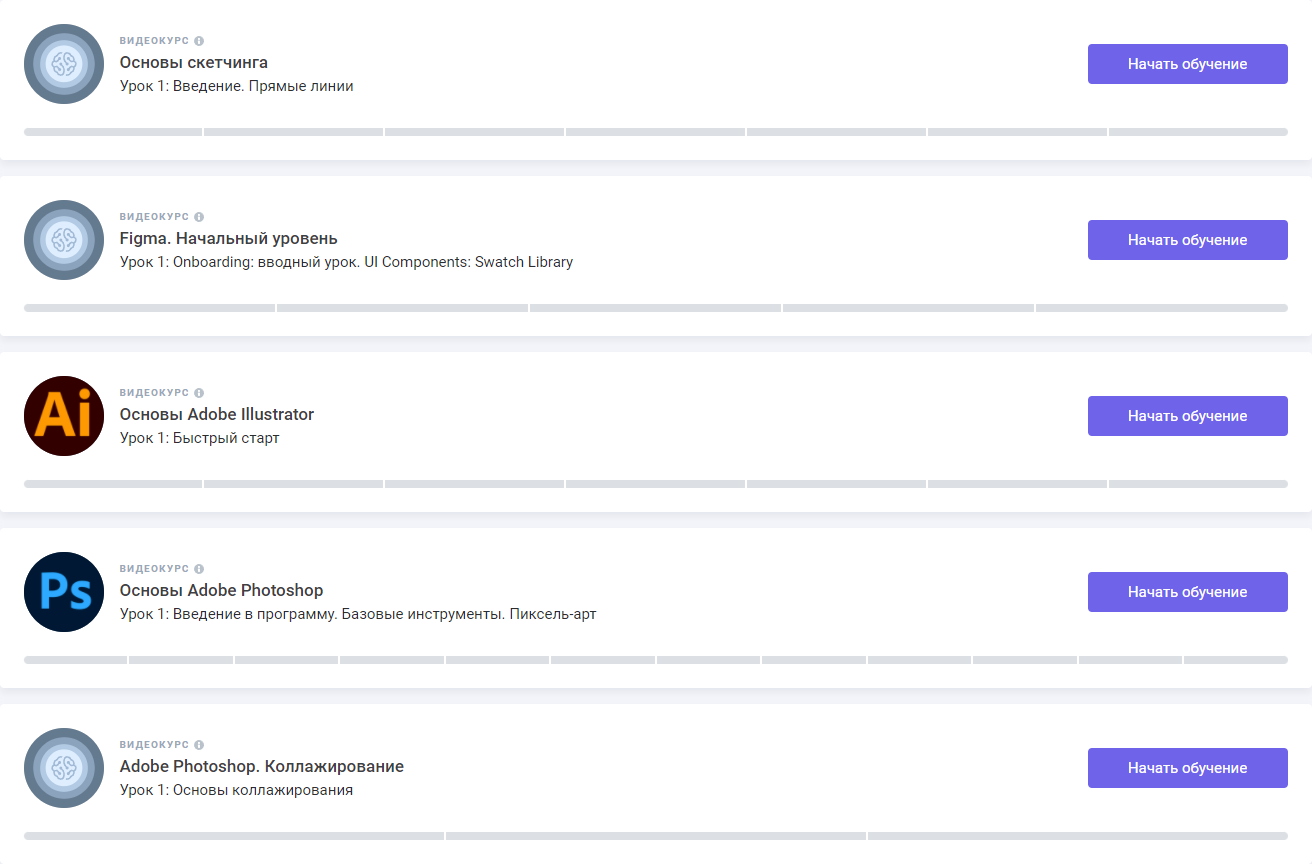 ВИДЕОКУРС
Основы скетчинга
Урок 1: Введение. Прямые линии
Начать обучение
ВИДЕОКУРС
Figma. Начальный уровень
Урок 1: Onboarding: вводный урок. UI Components: Swatch Library
Начать обучение
Ai
ВИДЕОКУРС
Основы Adobe Illustrator
Урок 1: Быстрый старт
Начать обучение
Ps
ВИДЕОКУРС
Основы Adobe Photoshop
Урок 1: Введение в программу. Базовые инструменты. Пиксель-арт
Начать обучение
ВИДЕОКУРС
Adobe Photoshop. Коллажирование
Урок 1: Основы коллажирования
Начать обучение